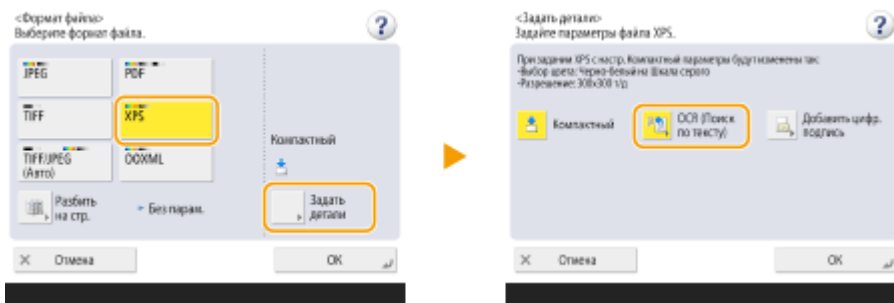 <Формат файла>
Выберите формат файла.
JPEG
PDF
TIFF
XPS
TIFF/JPEG
(Авто)
OOXML
Компактный
Разбить
на стр.
Без парам.
Задать
детали
Отмена
OK
<Задать детали>
Задайте параметры файла XPS.
При задании XPS с настр. Компактный параметры будут изменены так:
-Выбор цвета: Черно-белый на Шкала серого
-Разрешение: 300x300 т/д
Компактный
OCR (Поиск
по тексту)
Добавить цифр.
подпись
Отмена
OK